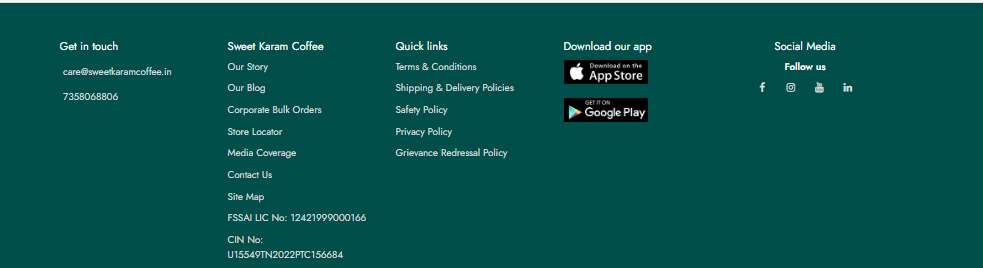 Get in touch
care@sweetkaramcoffee.in
7358068806
Sweet Karam Coffee
Our Story
Our Blog
Corporate Bulk Orders
Store Locator
Media Coverage
Contact Us
Site Map
FSSAI LIC No: 12421999000166
CIN No:
U15549TN2022PTC156684
Quick links
Terms & Conditions
Shipping & Delivery Policies
Safety Policy
Privacy Policy
Grievance Redressal Policy
Download our app
Download on the
App Store
GET IT ON
Google Play
Social Media
Follow us